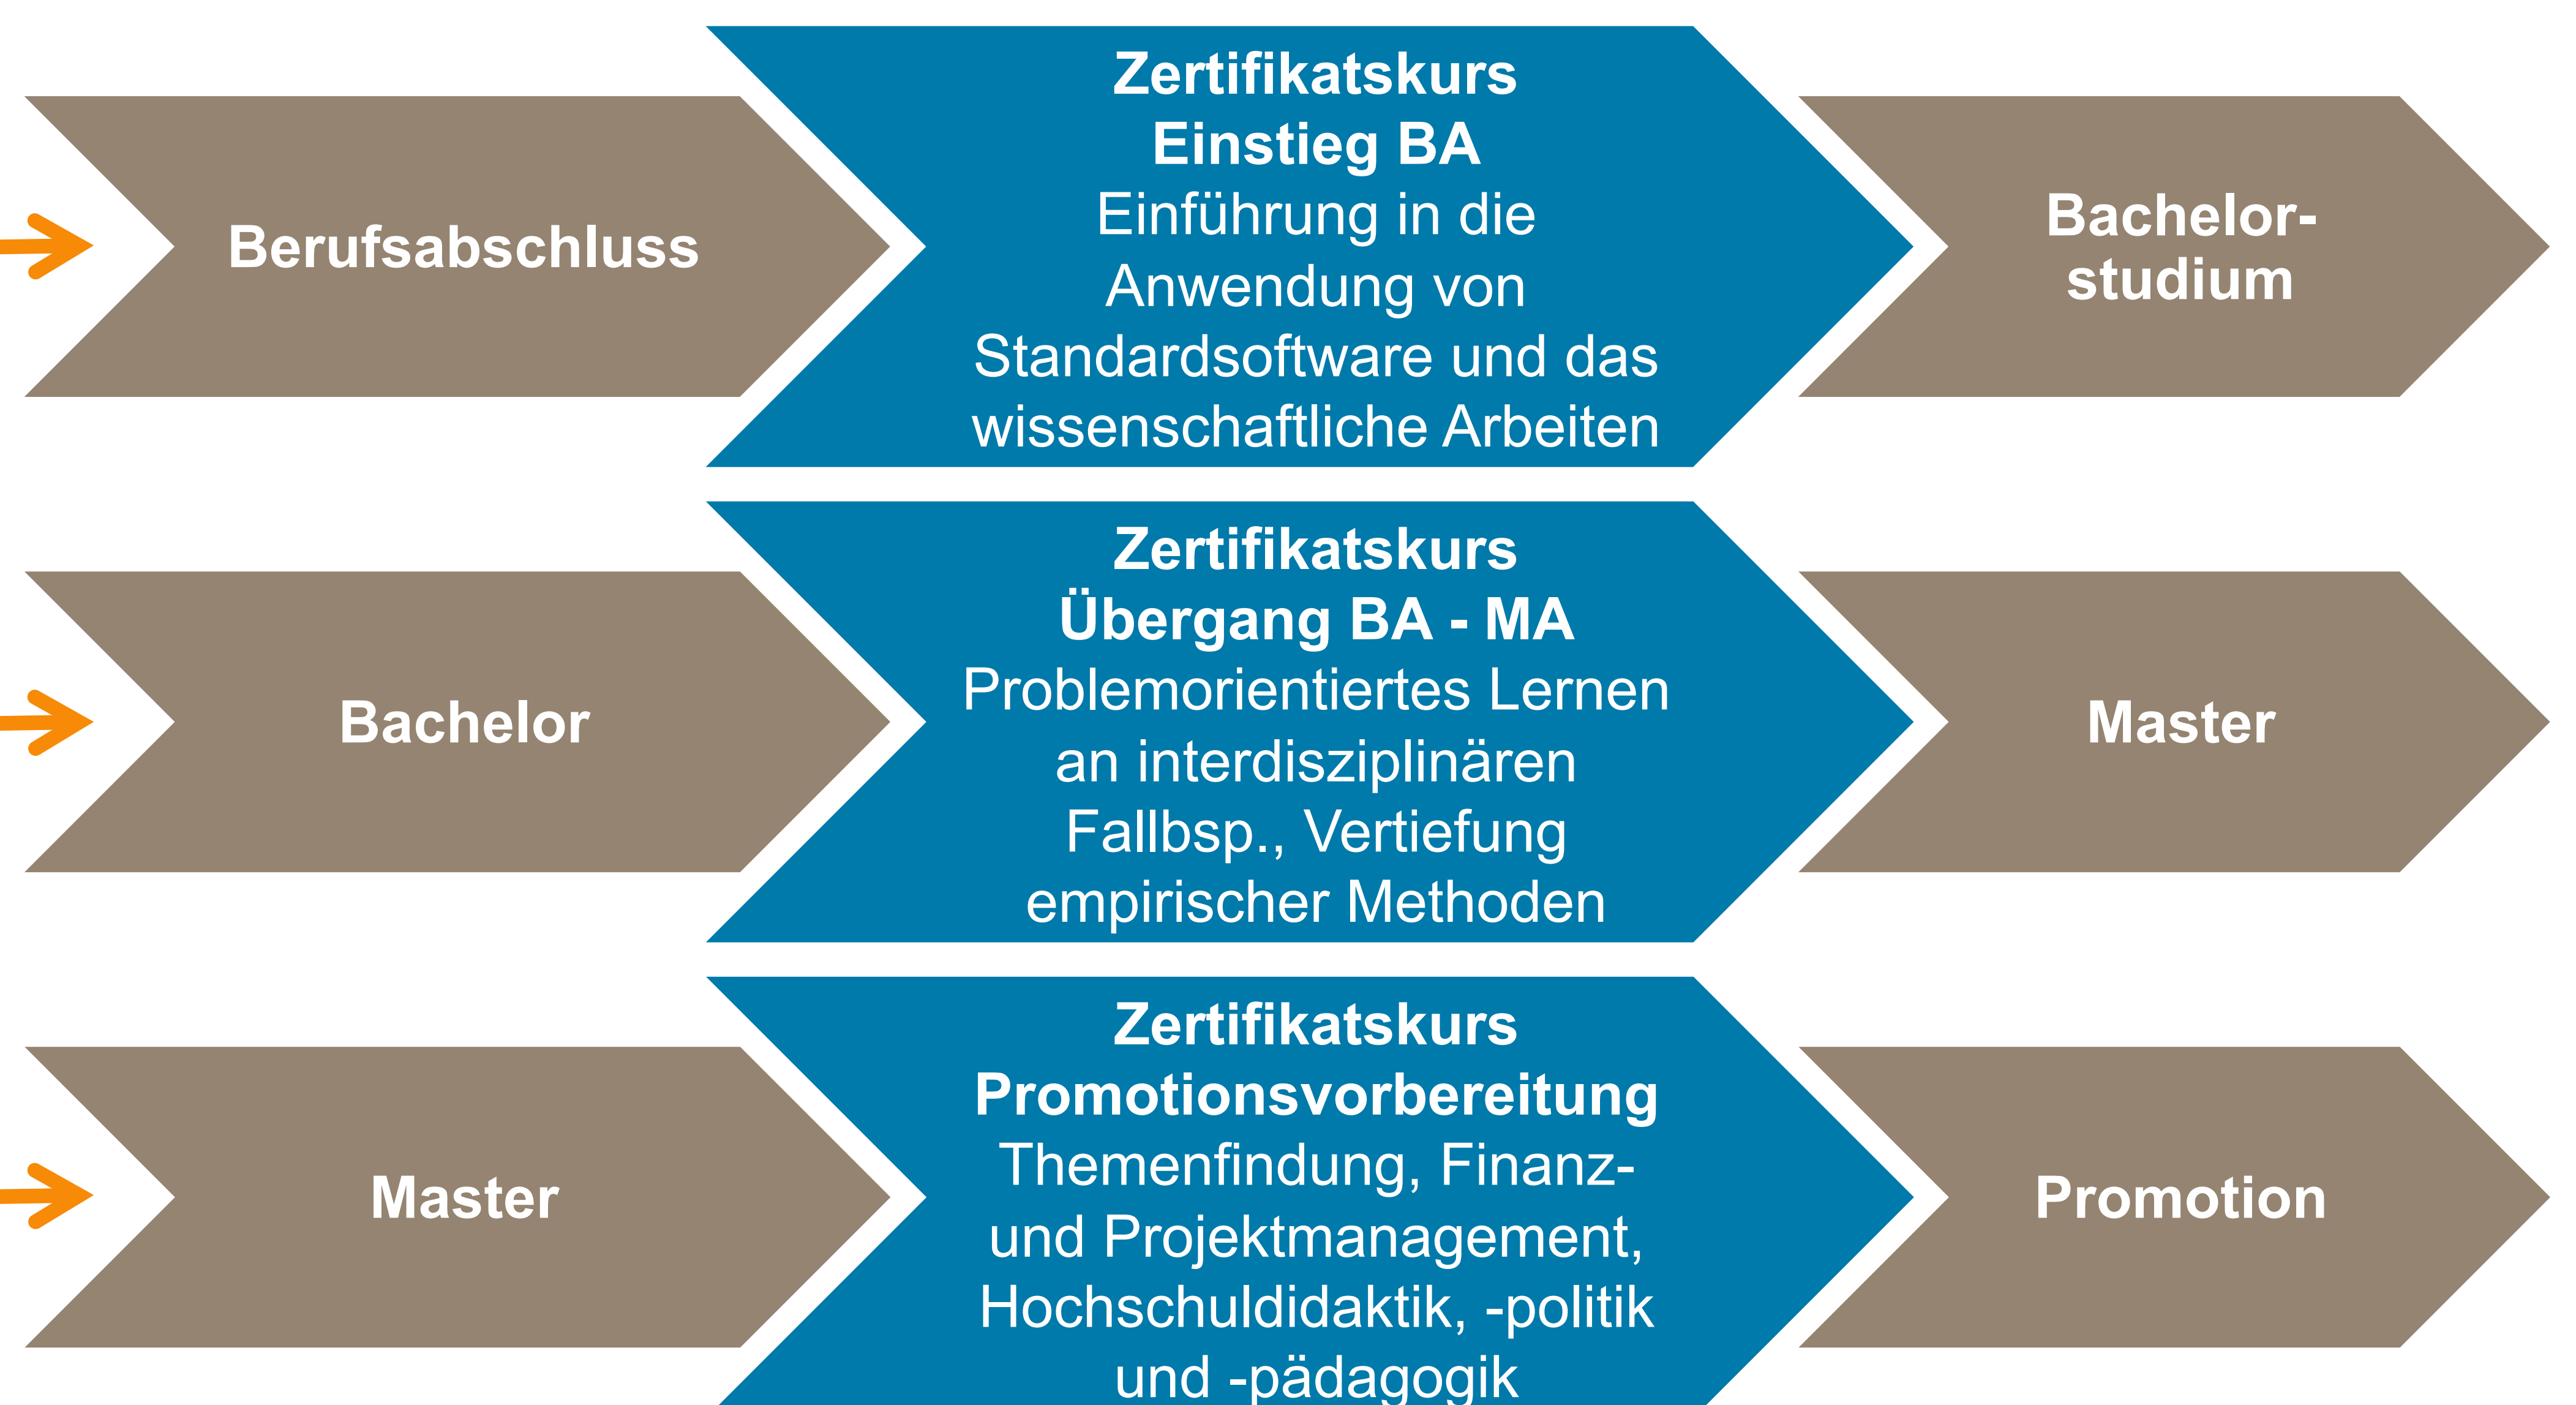 Berufsabschluss
Zertifikatskurs
Einstieg BA
Einführung in die
Anwendung von
Standardsoftware und das
wissenschaftliche Arbeiten
Bachelor-
studium
Bachelor
Zertifikatskurs
Übergang BA - MA
Problemorientiertes Lernen
an interdisziplinären
Fallbsp., Vertiefung
empirischer Methoden
Master
Master
Zertifikatskurs
Promotionsvorbereitung
Themenfindung, Finanz-
und Projektmanagement,
Hochschuldidaktik, -politik
und -pädagogik
Promotion